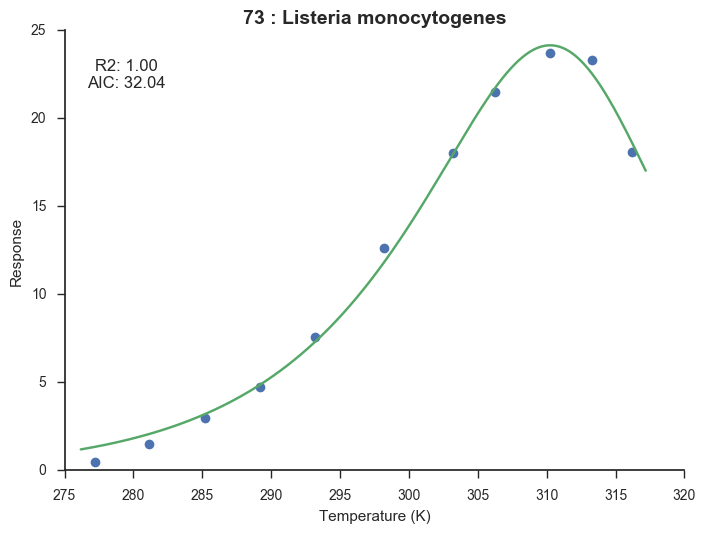 73 : Listeria monocytogenes
R2: 1.00
AIC: 32.04
25
20
15
10
5
0
Response
275 280 285 290 295 300 305 310 315 320
Temperature (K)